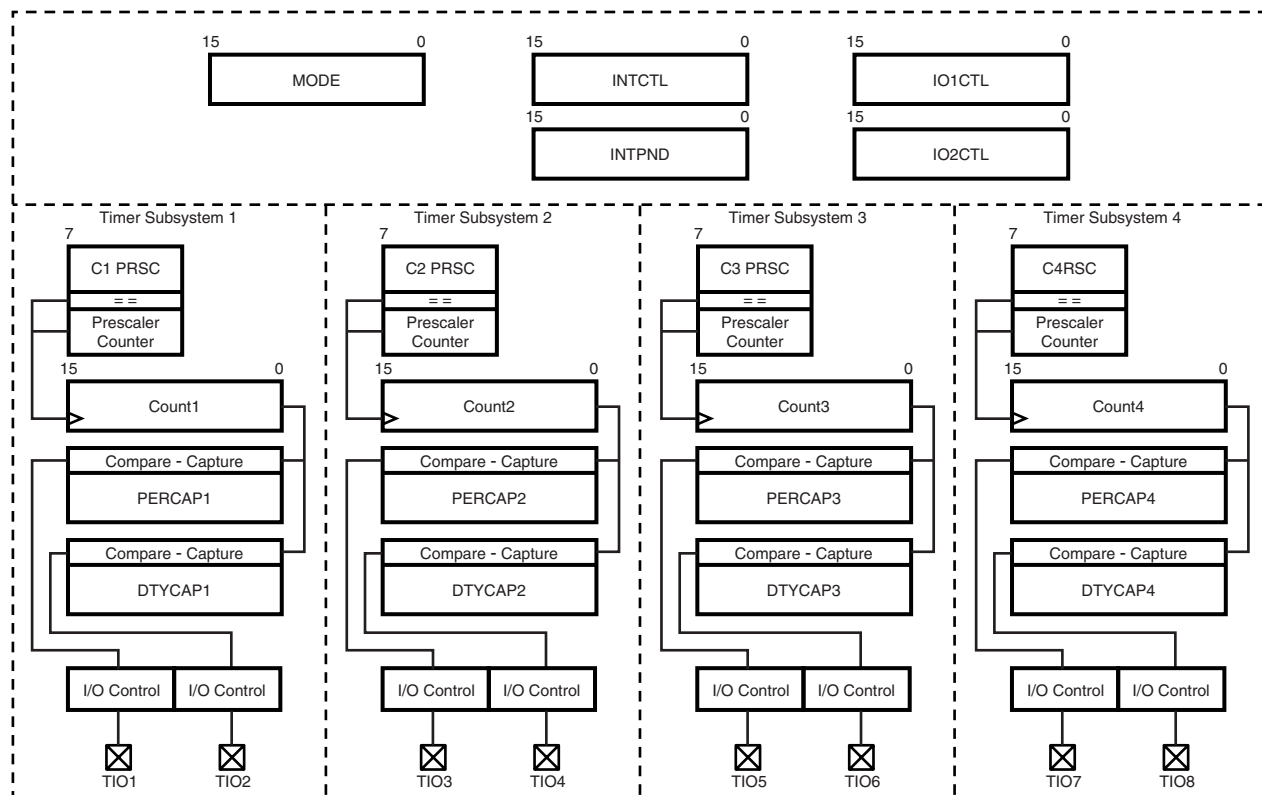 15 0 15 0 15 0
MODE INTCTL IO1CTL
15 0 15 0
INTPND IO2CTL
Timer Subsystem 1 Timer Subsystem 2 Timer Subsystem 3 Timer Subsystem 4
7 7 7 7
C1 PRSC C2 PRSC C3 PRSC C4RSC
= = = = = = = =
Prescaler Prescaler Prescaler Prescaler
Counter Counter Counter Counter
15 0 15 0 15 0 15 0
Count1 Count2 Count3 Count4
Compare - Capture Compare - Capture Compare - Capture Compare - Capture
PERCAP1 PERCAP2 PERCAP3 PERCAP4
Compare - Capture Compare - Capture Compare - Capture Compare - Capture
DTYCAP1 DTYCAP2 DTYCAP3 DTYCAP4
I/O Control I/O Control I/O Control I/O Control I/O Control I/O Control I/O Control I/O Control
TIO1 TIO2 TIO3 TIO4 TIO5 TIO6 TIO7 TIO8